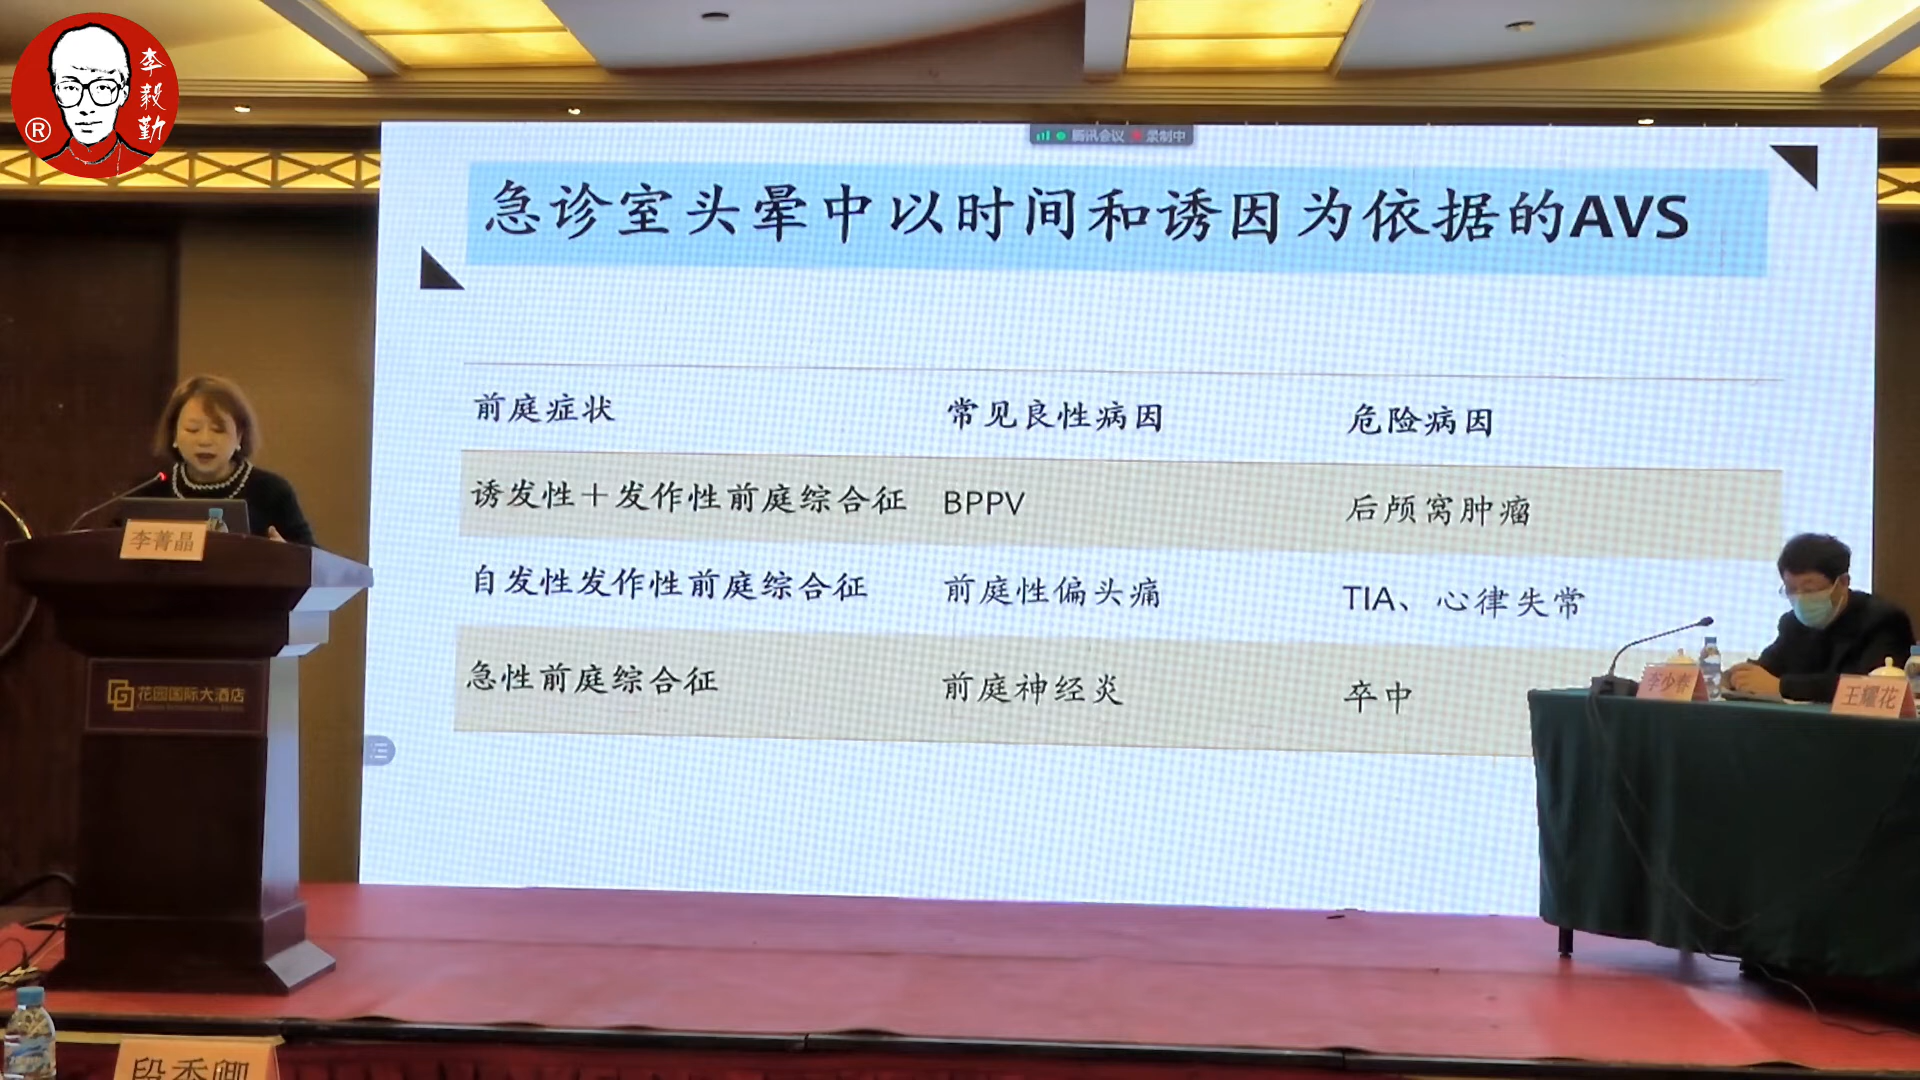 李毅勤
®
腾讯会议 录制中
急诊室头晕中以时间和诱因为依据的AVS
前庭症状 常见良性病因 危险病因
诱发性＋发作性前庭综合征 BPPV 后颅窝肿瘤
自发性发作性前庭综合征 前庭性偏头痛 TIA、心律失常
急性前庭综合征 前庭神经炎 卒中
李菁晶
花园国际大酒店
李少春
王耀花
段秀卿